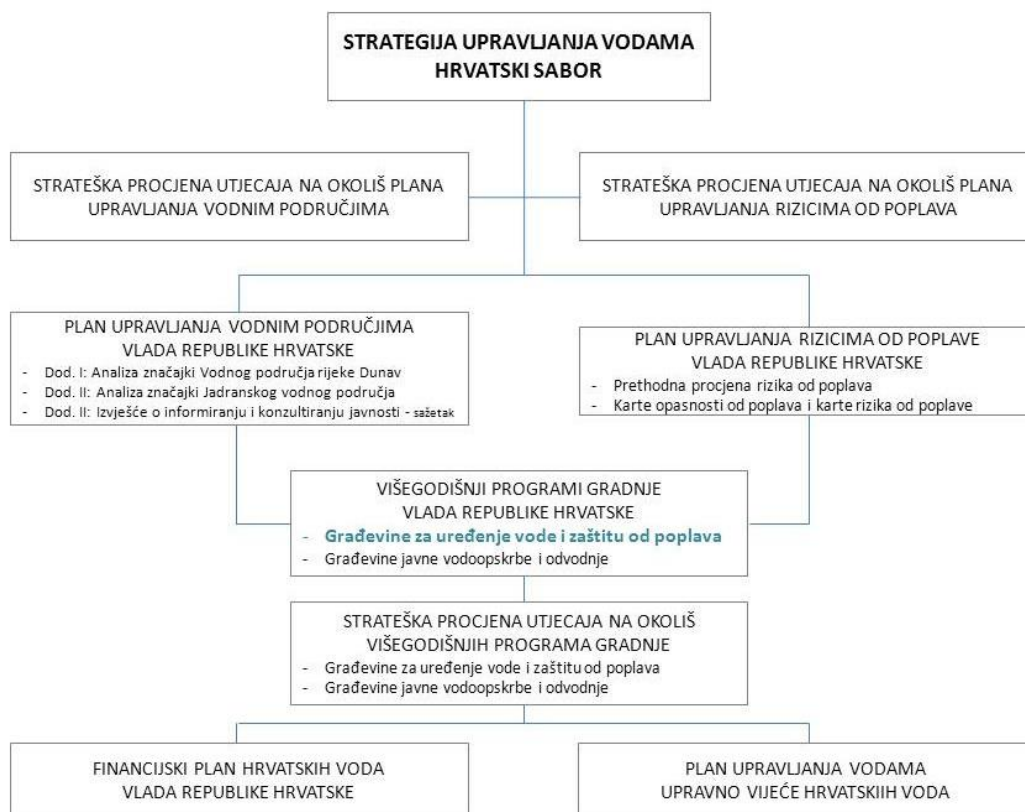 STRATEGIJA UPRAVLJANJA VODAMA
HRVATSKI SABOR
STRATEŠKA PROCJENA UTJECAJA NA OKOLIŠ PLANA
UPRAVLJANJA VODNIM PODRUČJIMA
STRATEŠKA PROCJENA UTJECAJA NA OKOLIŠ PLANA
UPRAVLJANJA RIZICIMA OD POPLAVA
PLAN UPRAVLJANJA VODNIM PODRUČJIMA
VLADA REPUBLIKE HRVATSKE
- Dod. I: Analiza značajki Vodnog područja rijeke Dunav
- Dod. II: Analiza značajki Jadranskog vodnog područja
- Dod. II: Izvješće o informiranju i konzultiranju javnosti - sažetak
PLAN UPRAVLJANJA RIZICIMA OD POPLAVE
VLADA REPUBLIKE HRVATSKE
- Prethodna procjena rizika od poplava
- Karte opasnosti od poplava i karte rizika od poplave
VIŠEGODIŠNJI PROGRAMI GRADNJE
VLADA REPUBLIKE HRVATSKE
- Građevine za uređenje vode i zaštitu od poplava
- Građevine javne vodoopskrbe i odvodnje
STRATEŠKA PROCJENA UTJECAJA NA OKOLIŠ
VIŠEGODIŠNJIH PROGRAMA GRADNJE
- Građevine za uređenje vode i zaštitu od poplava
- Građevine javne vodoopskrbe i odvodnje
FINANCIJSKI PLAN HRVATSKIH VODA
VLADA REPUBLIKE HRVATSKE
PLAN UPRAVLJANJA VODAMA
UPRAVNO VIJEĆE HRVATSKIIH VODA